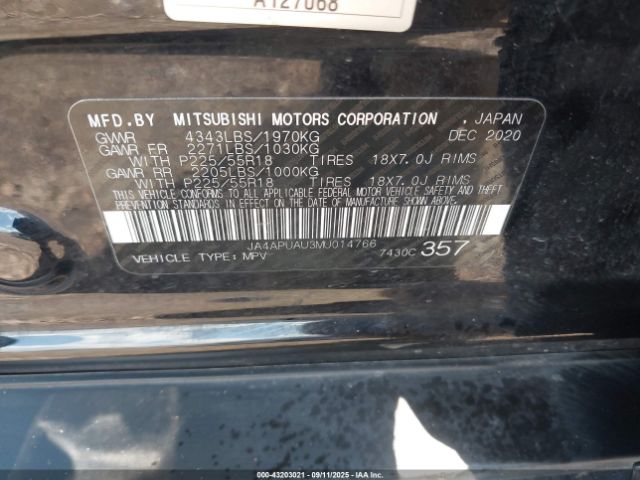 A127068
MFD.BY MITSUBISHI MOTORS CORPORATION , JAPAN
GVWR 4343LBS/1970KG DEC 2020
GAWR FR 2271LBS/1030KG
WITH P225/55R18 TIRES 18X7.0J RIMS
GAWR RR 2205LBS/1000KG
WITH P225/55R18 TIRES 18X7.0J RIMS
THIS VEHICLE CONFORMS TO ALL APPLICABLE FEDERAL MOTOR VEHICLE SAFETY AND THEFT
PREVENTION STANDARDS IN EFFECT ON THE DATE OF MANUFACTURE SHOWN ABOVE.
JA4APUAU3MU014766
VEHICLE TYPE:MPV 7430C 357
000-43203021 - 09/11/2025 - IAAI.COM